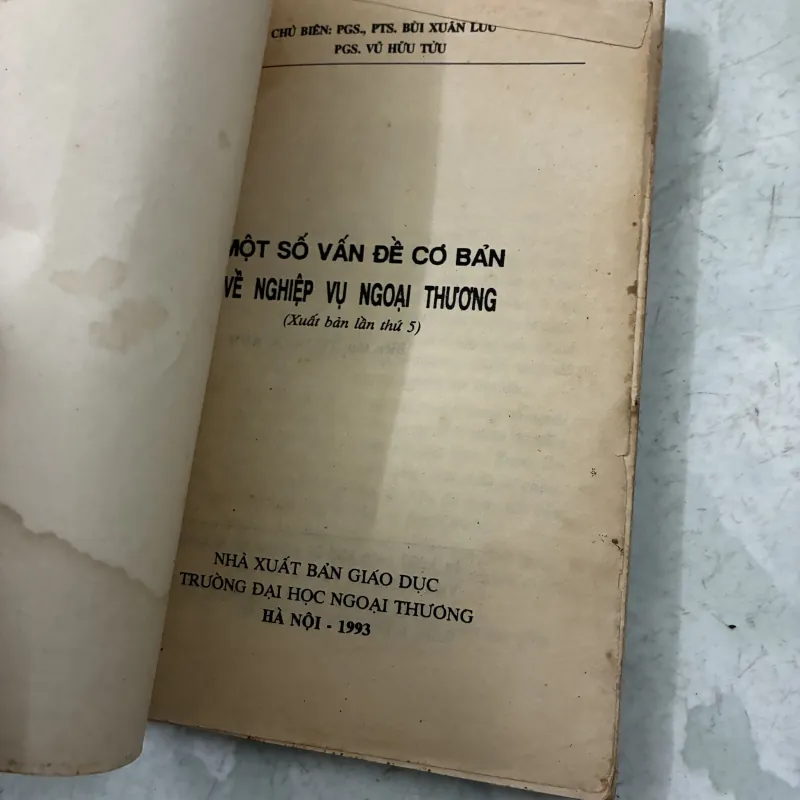 CHỦ BIÊN: PGS., PTS. BÙI XUÂN LƯU
PGS. VŨ HỮU TỬU
MỘT SỐ VẤN ĐỀ CƠ BẢN
VỀ NGHIỆP VỤ NGOẠI THƯƠNG
(Xuất bản lần thứ 5)
NHÀ XUẤT BẢN GIÁO DỤC
TRƯỜNG ĐẠI HỌC NGOẠI THƯƠNG
HÀ NỘI - 1993